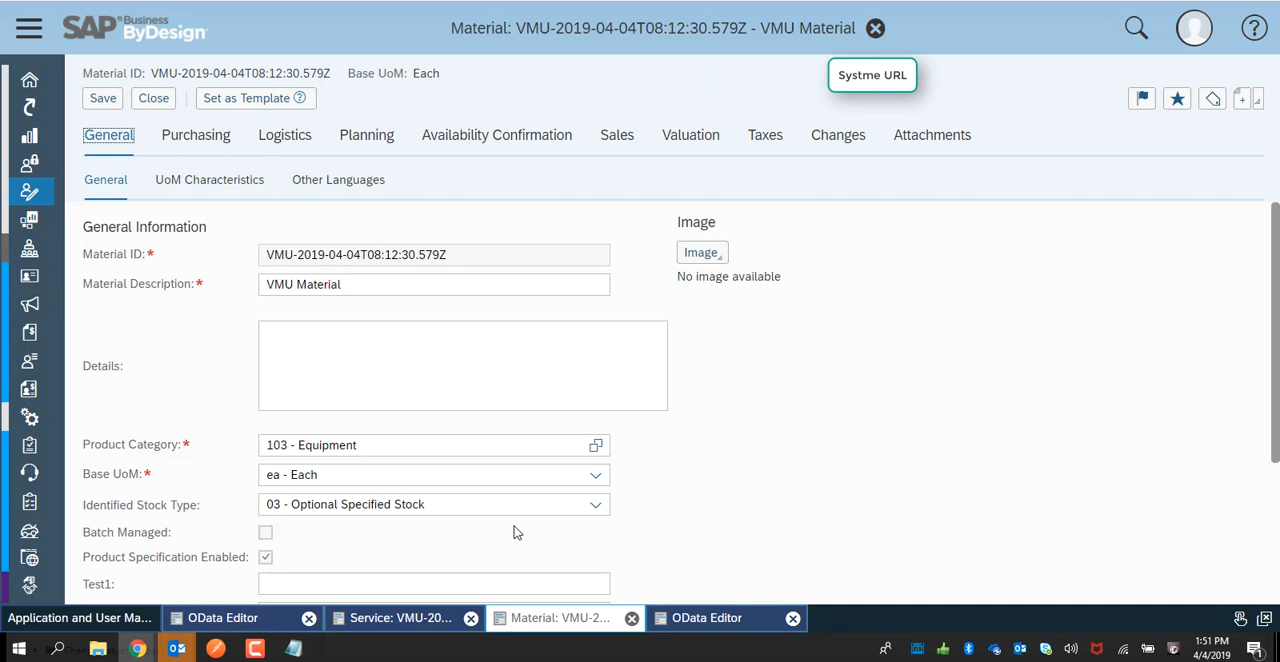 SAP Business ByDesign
Material: VMU-2019-04-04T08:12:30.579Z - VMU Material
Material ID: VMU-2019-04-04T08:12:30.579Z Base UoM: Each
Systme URL
Save Close Set as Template
General Purchasing Logistics Planning Availability Confirmation Sales Valuation Taxes Changes Attachments
General UoM Characteristics Other Languages
General Information
Image
Material ID:* VMU-2019-04-04T08:12:30.579Z
Image
Material Description:* VMU Material
No image available
Details:
Product Category:* 103 - Equipment
Base UoM:* ea - Each
Identified Stock Type: 03 - Optional Specified Stock
Batch Managed:
Product Specification Enabled:
Test1:
Application and User Ma... OData Editor Service: VMU-20... Material: VMU-2... OData Editor
1:51 PM
4/4/2019